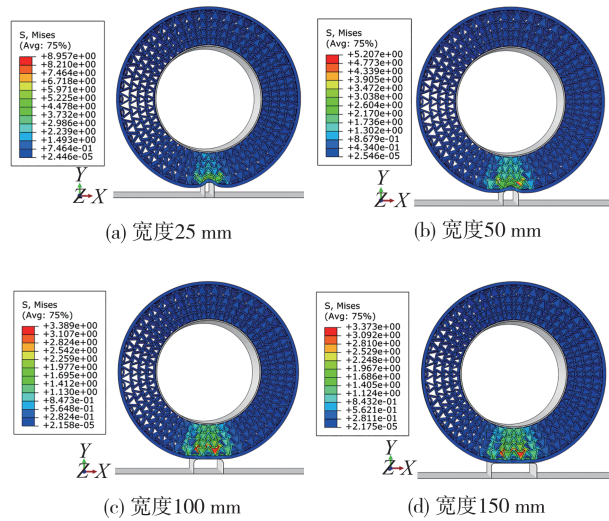 S, Mises
(Avg: 75%)
+8.957e+00
+8.210e+00
+7.464e+00
+6.718e+00
+5.971e+00
+5.225e+00
+4.478e+00
+3.732e+00
+2.986e+00
+2.239e+00
+1.493e+00
+7.464e-01
+2.446e-05
Y
Z X
(a) 宽度25 mm
S, Mises
(Avg: 75%)
+5.207e+00
+4.773e+00
+4.339e+00
+3.905e+00
+3.472e+00
+3.038e+00
+2.604e+00
+2.170e+00
+1.736e+00
+1.302e+00
+8.679e-01
+4.340e-01
+2.546e-05
Y
Z X
(b) 宽度50 mm
S, Mises
(Avg: 75%)
+3.389e+00
+3.107e+00
+2.824e+00
+2.542e+00
+2.259e+00
+1.977e+00
+1.695e+00
+1.412e+00
+1.130e+00
+8.473e-01
+5.648e-01
+2.824e-01
+2.158e-05
Y
Z X
(c) 宽度100 mm
S, Mises
(Avg: 75%)
+3.373e+00
+3.092e+00
+2.810e+00
+2.529e+00
+2.248e+00
+1.967e+00
+1.686e+00
+1.405e+00
+1.124e+00
+8.432e-01
+5.621e-01
+2.811e-01
+2.175e-05
Y
Z X
(d) 宽度150 mm